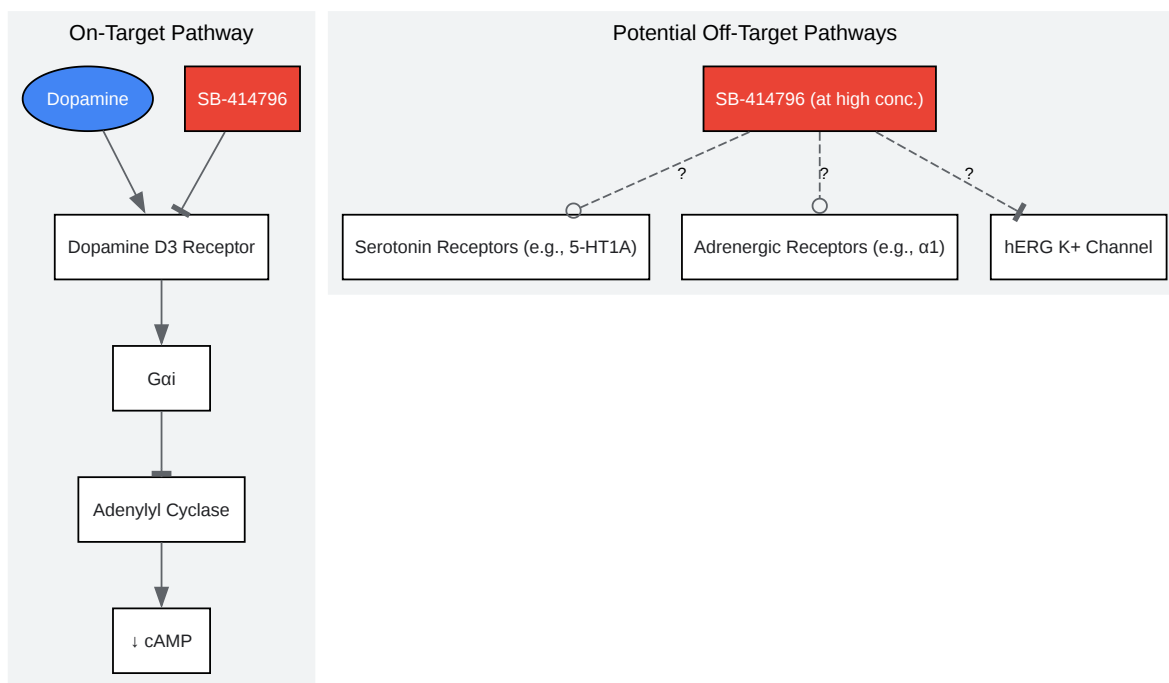 On-Target Pathway
Dopamine
SB-414796
Dopamine D3 Receptor
Gαi
Adenylyl Cyclase
↓ cAMP
Potential Off-Target Pathways
SB-414796 (at high conc.)
?
?
?
Serotonin Receptors (e.g., 5-HT1A)
Adrenergic Receptors (e.g., α1)
hERG K+ Channel